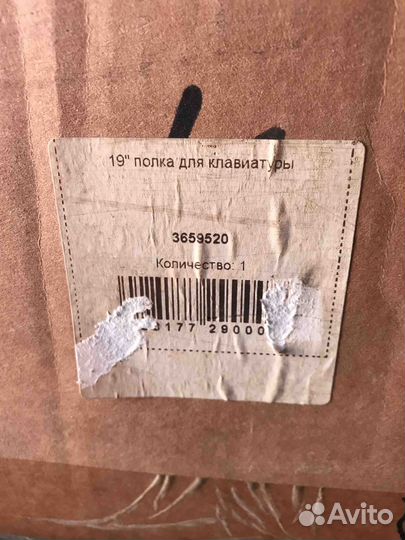 19" полка для клавиатуры
3659520
Количество: 1
177 29000
Avito